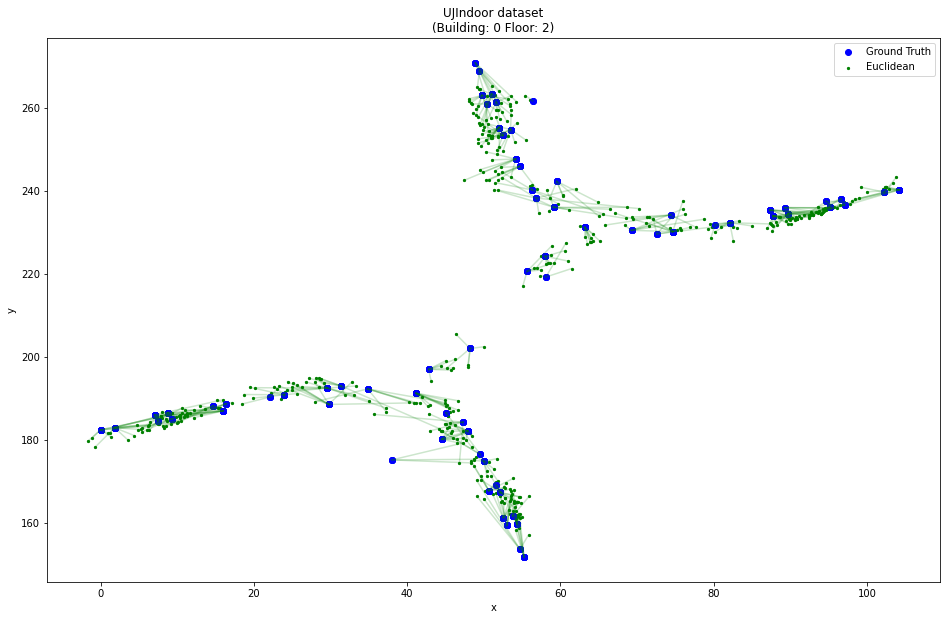 UJIndoor dataset
(Building: 0 Floor: 2)
Ground Truth
Euclidean
260
240
220
200
180
160
y
0 20 40 60 80 100
x